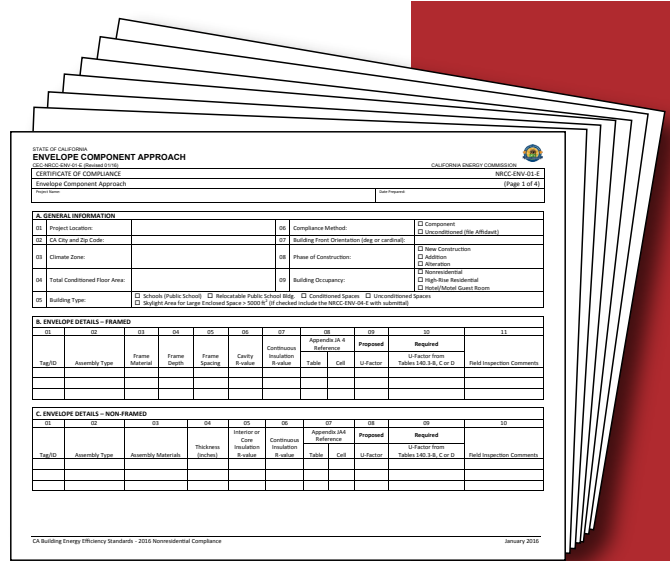 STATE OF CALIFORNIA
ENVELOPE COMPONENT APPROACH
CEC-NRCC-ENV-01-E (Revised 01/16) CALIFORNIA ENERGY COMMISSION
CERTIFICATE OF COMPLIANCE NRCC-ENV-01-E
Envelope Component Approach (Page 1 of 4)
Project Name: Date Prepared:
A. GENERAL INFORMATION
01 Project Location: 06 Compliance Method: ☐ Component
☐ Unconditioned (file Affidavit)
02 CA City and Zip Code: 07 Building Front Orientation (deg or cardinal):
03 Climate Zone: 08 Phase of Construction: ☐ New Construction
☐ Addition
☐ Alteration
04 Total Conditioned Floor Area: 09 Building Occupancy: ☐ Nonresidential
☐ High-Rise Residential
☐ Hotel/Motel Guest Room
05 Building Type: ☐ Schools (Public School) ☐ Relocatable Public School Bldg. ☐ Conditioned Spaces ☐ Unconditioned Spaces
☐ Skylight Area for Large Enclosed Space > 5000 ft² (If checked include the NRCC-ENV-04-E with submittal)
B. ENVELOPE DETAILS – FRAMED
01 02 03 04 05 06 07 08 09 10 11
Appendix JA 4 Proposed Required
Continuous Reference
Frame Frame Frame Cavity Insulation U-Factor from
Tag/ID Assembly Type Material Depth Spacing R-value R-value Table Cell U-Factor Tables 140.3-B, C or D Field Inspection Comments
C. ENVELOPE DETAILS – NON-FRAMED
01 02 03 04 05 06 07 08 09 10
Interior or Appendix JA4 Proposed Required
Core Continuous Reference
Thickness Insulation Insulation U-Factor from
Tag/ID Assembly Type Assembly Materials (inches) R-value R-value Table Cell U-Factor Tables 140.3-B, C or D Field Inspection Comments
CA Building Energy Efficiency Standards - 2016 Nonresidential Compliance January 2016